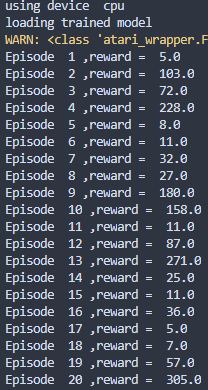 using device  cpu
loading trained model
WARN: <class 'atari_wrapper.F
Episode  1 ,reward =  5.0
Episode  2 ,reward =  103.0
Episode  3 ,reward =  72.0
Episode  4 ,reward =  228.0
Episode  5 ,reward =  8.0
Episode  6 ,reward =  11.0
Episode  7 ,reward =  32.0
Episode  8 ,reward =  27.0
Episode  9 ,reward =  180.0
Episode  10 ,reward =  158.0
Episode  11 ,reward =  11.0
Episode  12 ,reward =  87.0
Episode  13 ,reward =  271.0
Episode  14 ,reward =  25.0
Episode  15 ,reward =  11.0
Episode  16 ,reward =  36.0
Episode  17 ,reward =  5.0
Episode  18 ,reward =  7.0
Episode  19 ,reward =  57.0
Episode  20 ,reward =  305.0